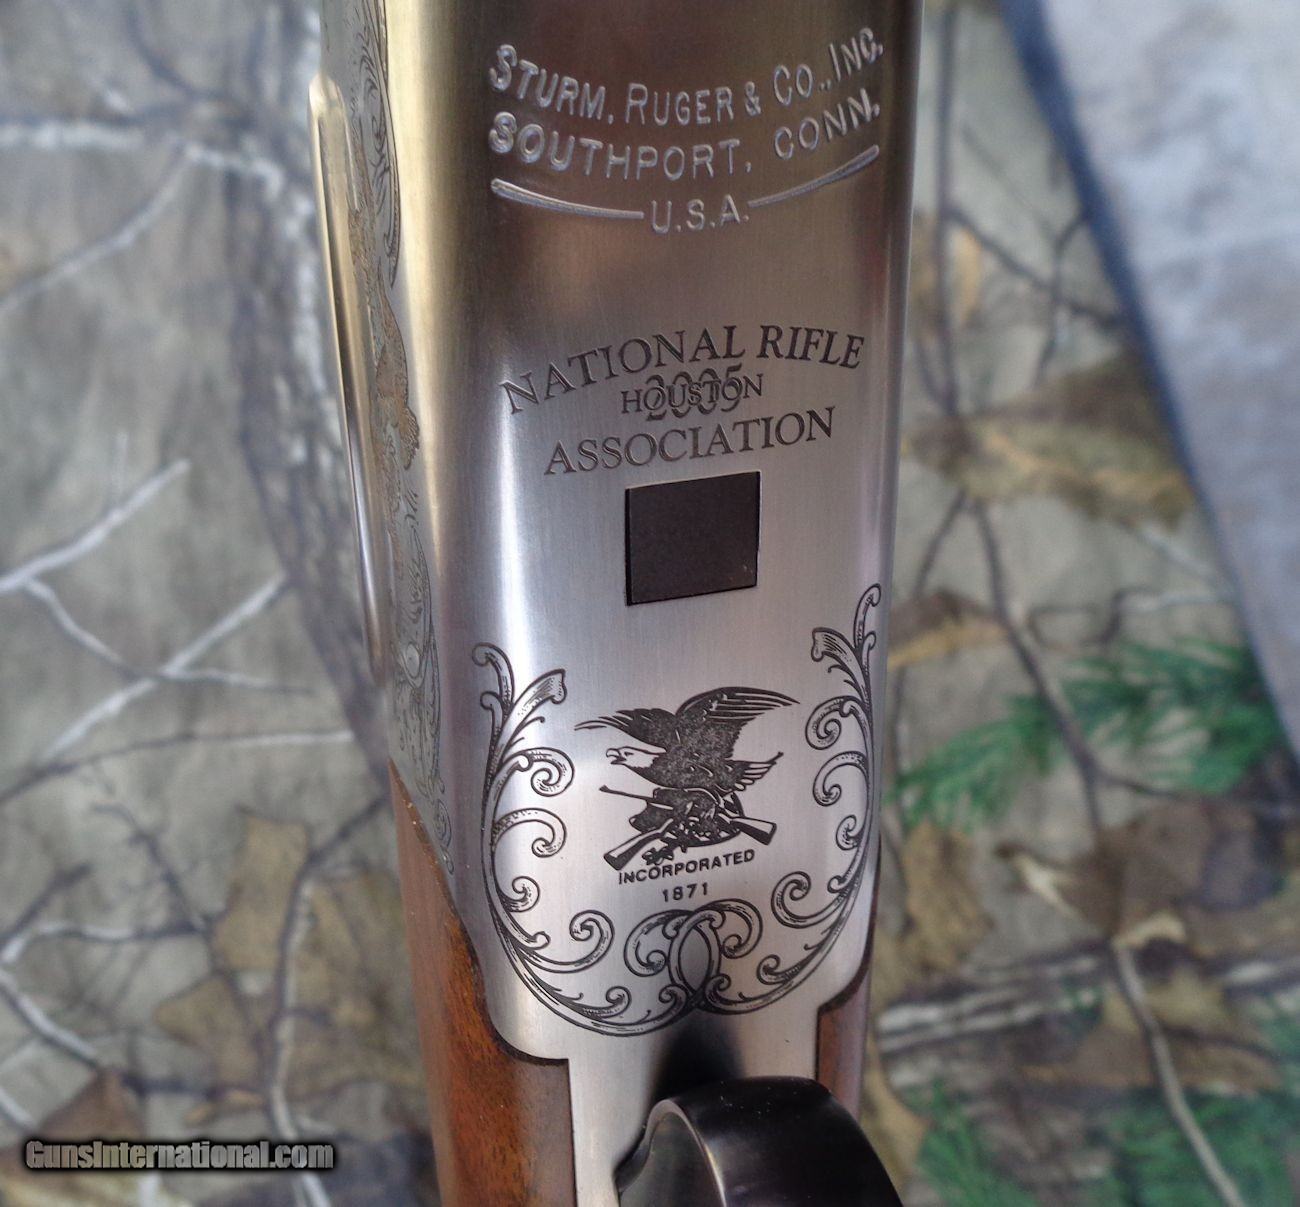 STURM, RUGER & CO., INC.
SOUTHPORT, CONN.
U.S.A.
NATIONAL RIFLE
2005
HOUSTON
ASSOCIATION
INCORPORATED
1871
GunsInternational.com